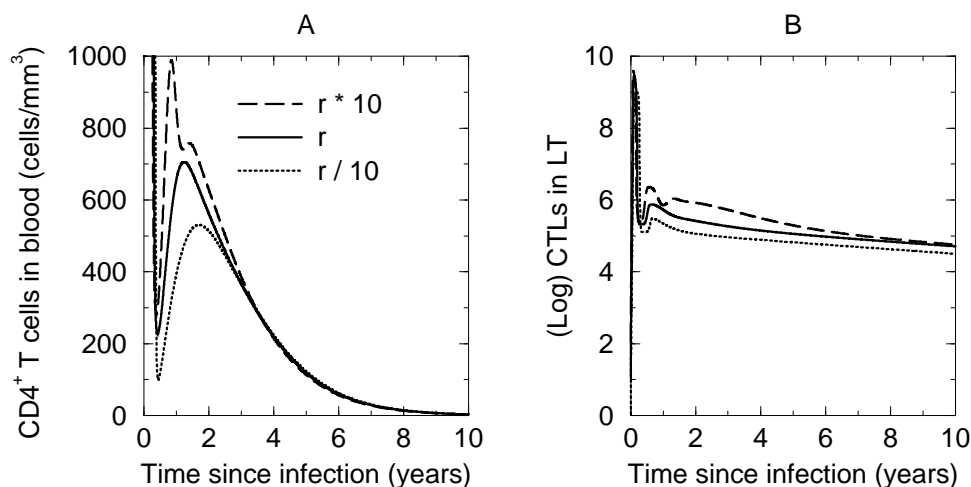 A
CD4⁺ T cells in blood (cells/mm³)
1000
800
600
400
200
0
r * 10
r
r / 10
0 2 4 6 8 10
Time since infection (years)
B
(Log) CTLs in LT
10
8
6
4
2
0
0 2 4 6 8 10
Time since infection (years)